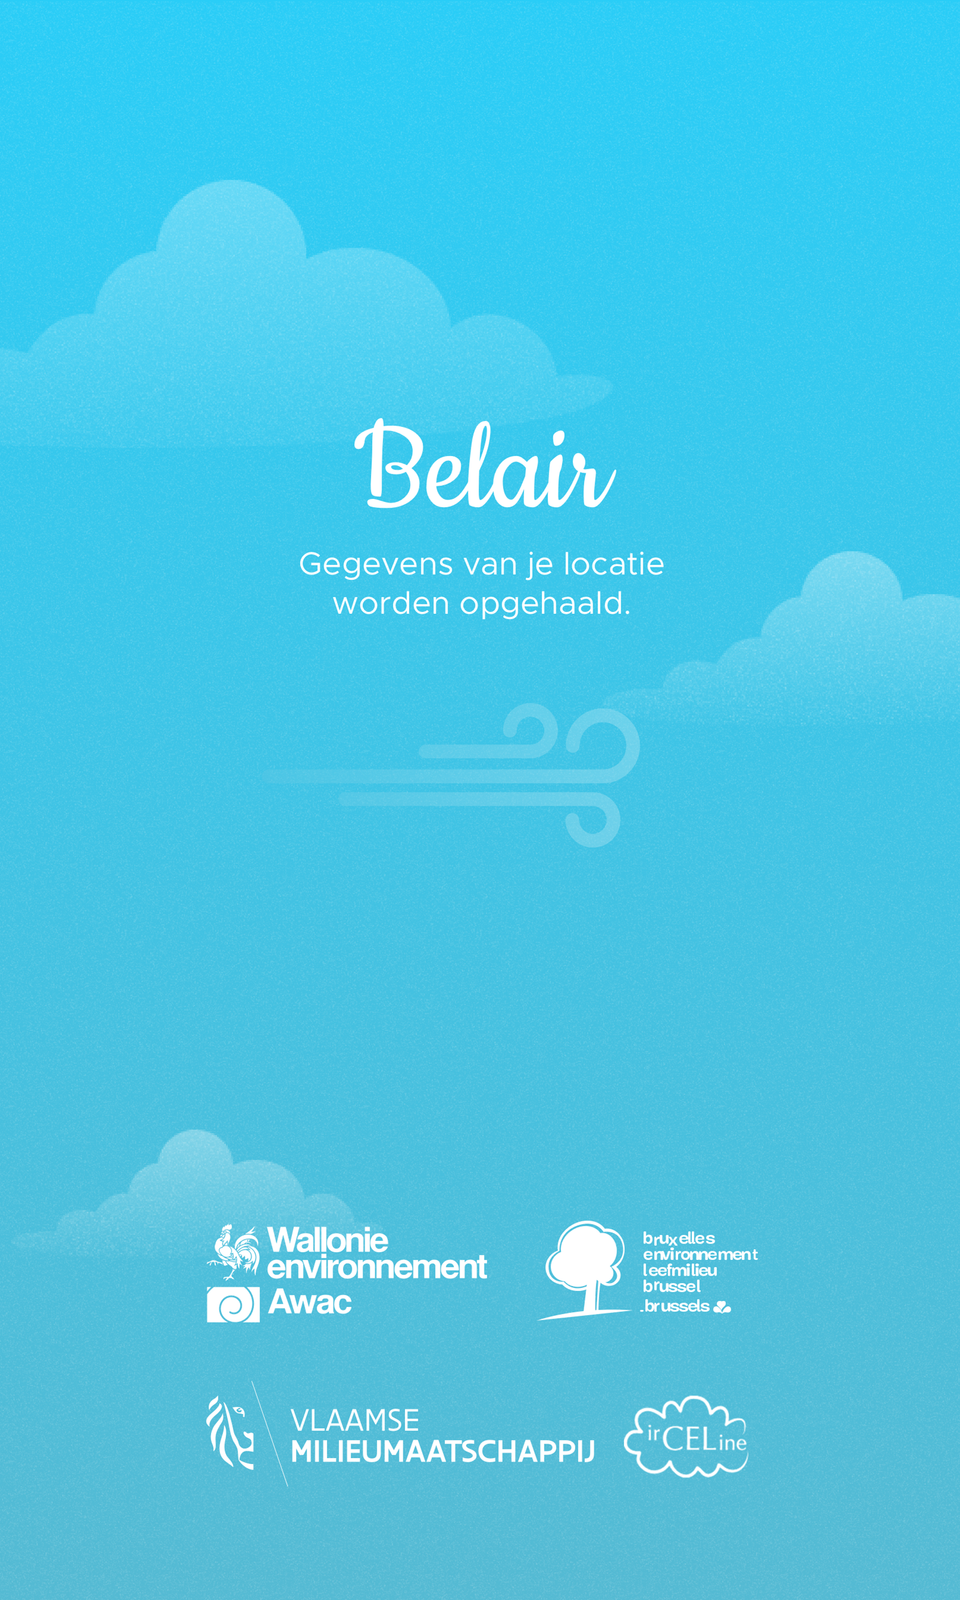 Belair
Gegevens van je locatie
worden opgehaald.
Wallonie
environnement
Awac
bruxelles
environnement
leefmilieu
brussel
.brussels
VLAAMSE
MILIEUMAATSCHAPPIJ
irCELine